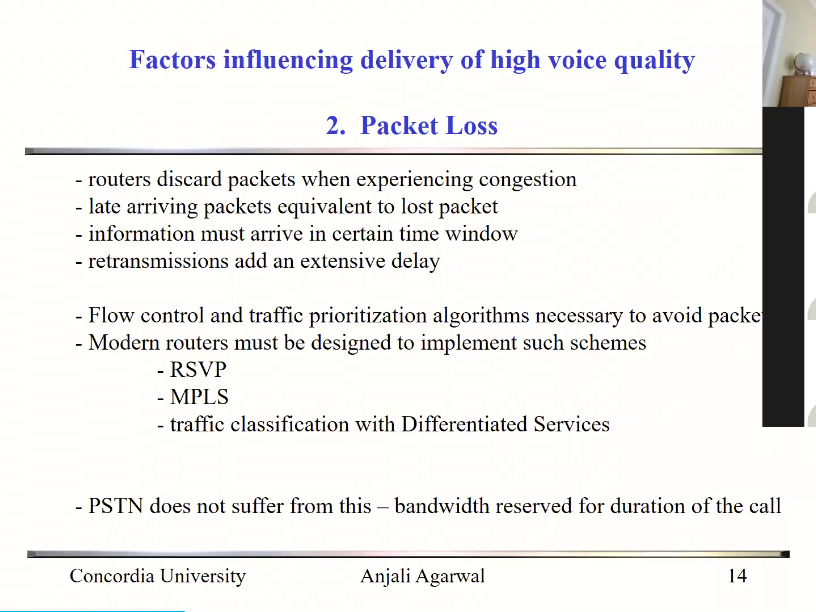 Factors influencing delivery of high voice quality
2. Packet Loss
- routers discard packets when experiencing congestion
- late arriving packets equivalent to lost packet
- information must arrive in certain time window
- retransmissions add an extensive delay
- Flow control and traffic prioritization algorithms necessary to avoid packe
- Modern routers must be designed to implement such schemes
- RSVP
- MPLS
- traffic classification with Differentiated Services
- PSTN does not suffer from this – bandwidth reserved for duration of the call
Concordia University Anjali Agarwal 14